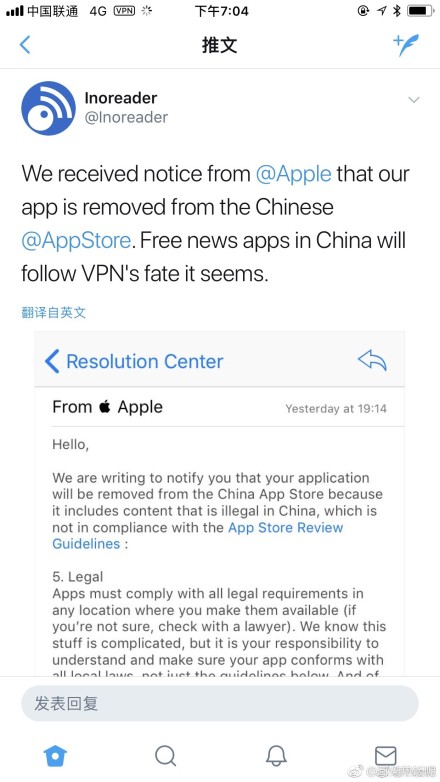 中国联通 4G VPN 下午7:04
推文
Inoreader
@Inoreader
We received notice from @Apple that our
app is removed from the Chinese
@AppStore. Free news apps in China will
follow VPN's fate it seems.
翻译自英文
Resolution Center
From Apple Yesterday at 19:14
Hello,
We are writing to notify you that your application
will be removed from the China App Store because
it includes content that is illegal in China, which is
not in compliance with the App Store Review
Guidelines :
5. Legal
Apps must comply with all legal requirements in
any location where you make them available (if
you're not sure, check with a lawyer). We know this
stuff is complicated, but it is your responsibility to
understand and make sure your app conforms with
all local laws, not just the guidelines below. And of
发表回复